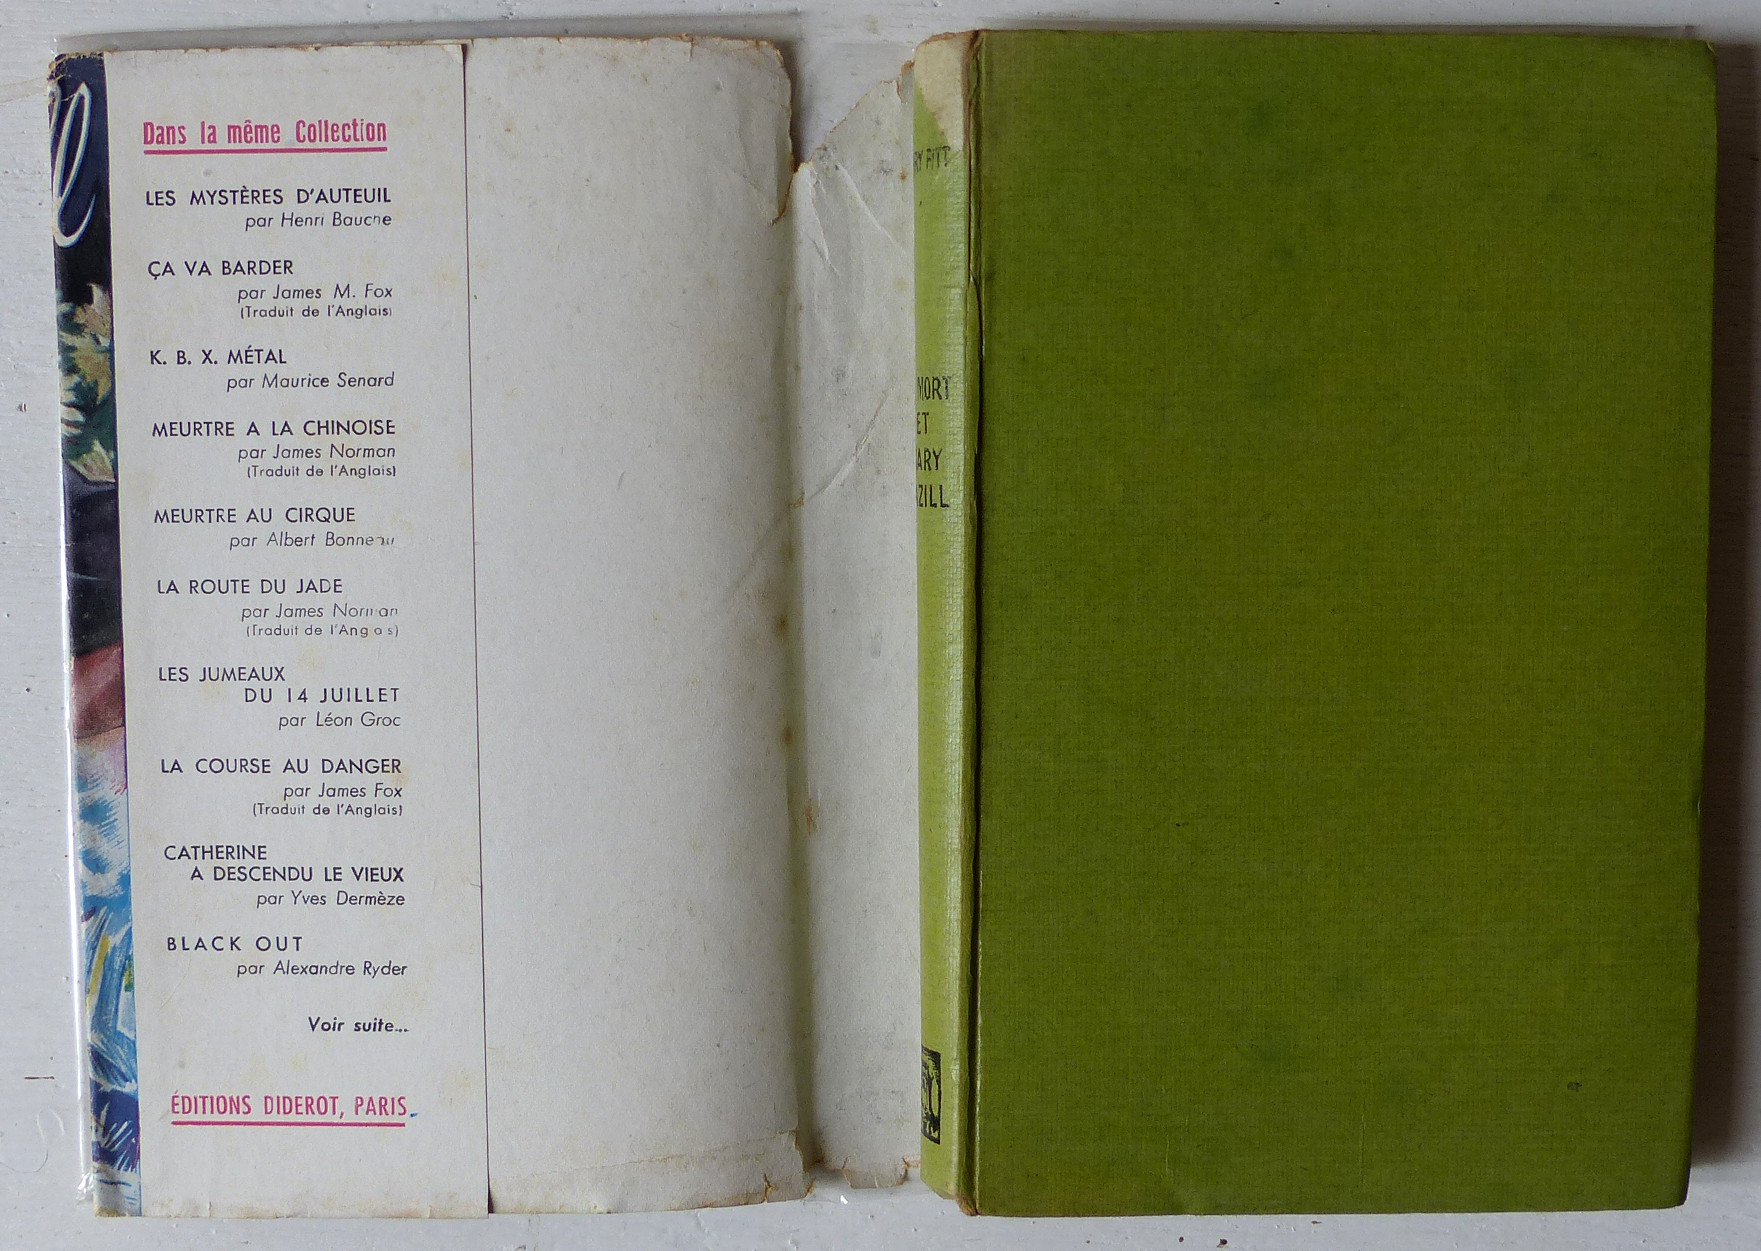 Dans la même Collection
LES MYSTÈRES D'AUTEUIL
par Henri Bauche
ÇA VA BARDER
par James M. Fox
(Traduit de l'Anglais)
K. B. X. MÉTAL
par Maurice Senard
MEURTRE A LA CHINOISE
par James Norman
(Traduit de l'Anglais)
MEURTRE AU CIRQUE
par Albert Bonneau
LA ROUTE DU JADE
par James Norman
(Traduit de l'Anglais)
LES JUMEAUX
DU 14 JUILLET
par Léon Groc
LA COURSE AU DANGER
par James Fox
(Traduit de l'Anglais)
CATHERINE
A DESCENDU LE VIEUX
par Yves Dermèze
BLACK OUT
par Alexandre Ryder
Voir suite...
ÉDITIONS DIDEROT, PARIS
RY PITT
MORT
ET
ARY
ZILL